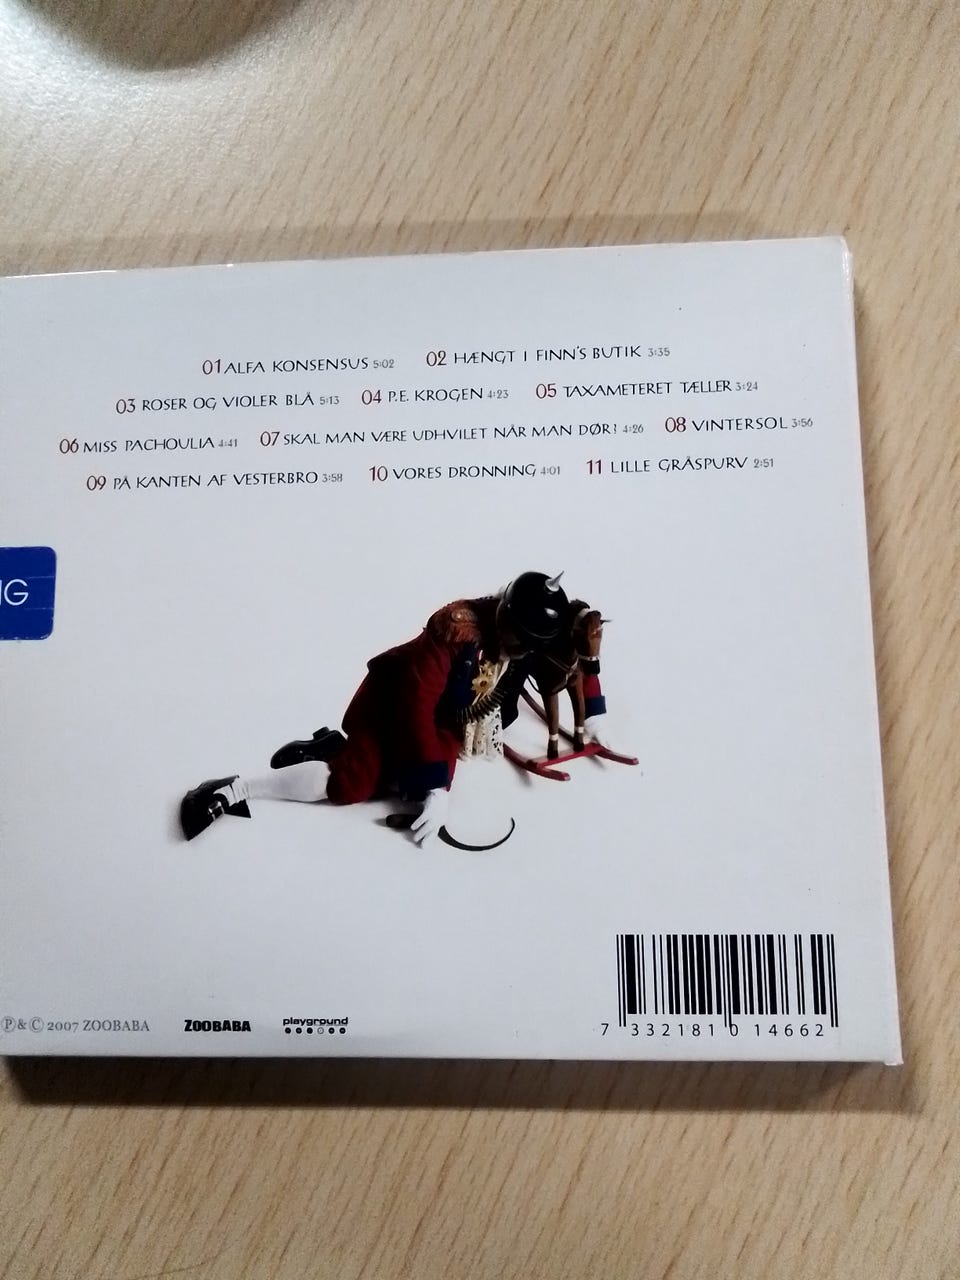 01 ALFA KONSENSUS 5:02 02 HÆNGT I FINN'S BUTIK 3:35
03 ROSER OG VIOLER BLÅ 5:13 04 P.E. KROGEN 4:23 05 TAXAMETERET TÆLLER 3:24
06 MISS PACHOULIA 4:41 07 SKAL MAN VÆRE UDHVILET NÅR MAN DØR? 4:26 08 VINTERSOL 3:56
09 PÅ KANTEN AF VESTERBRO 3:58 10 VORES DRONNING 4:01 11 LILLE GRÅSPURV 2:51
IG
Ⓟ & © 2007 ZOOBABA ZOOBABA playground
7 332181 014662